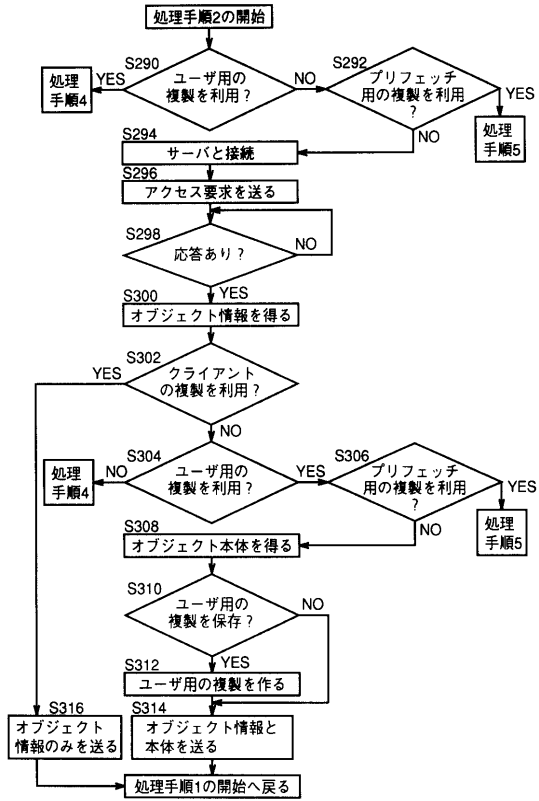 処理手順2の開始
S290
ユーザ用の
複製を利用?
YES
処理
手順4
NO
S292
プリフェッチ
用の複製を利用
?
YES
処理
手順5
NO
S294
サーバと接続
S296
アクセス要求を送る
S298
応答あり?
NO
YES
S300
オブジェクト情報を得る
S302
クライアント
の複製を利用?
YES
NO
S304
ユーザ用の
複製を利用?
NO
処理
手順4
YES
S306
プリフェッチ
用の複製を利用
?
YES
処理
手順5
NO
S308
オブジェクト本体を得る
S310
ユーザ用の
複製を保存?
NO
YES
S312
ユーザ用の複製を作る
S316
オブジェクト
情報のみを送る
S314
オブジェクト情報と
本体を送る
処理手順1の開始へ戻る